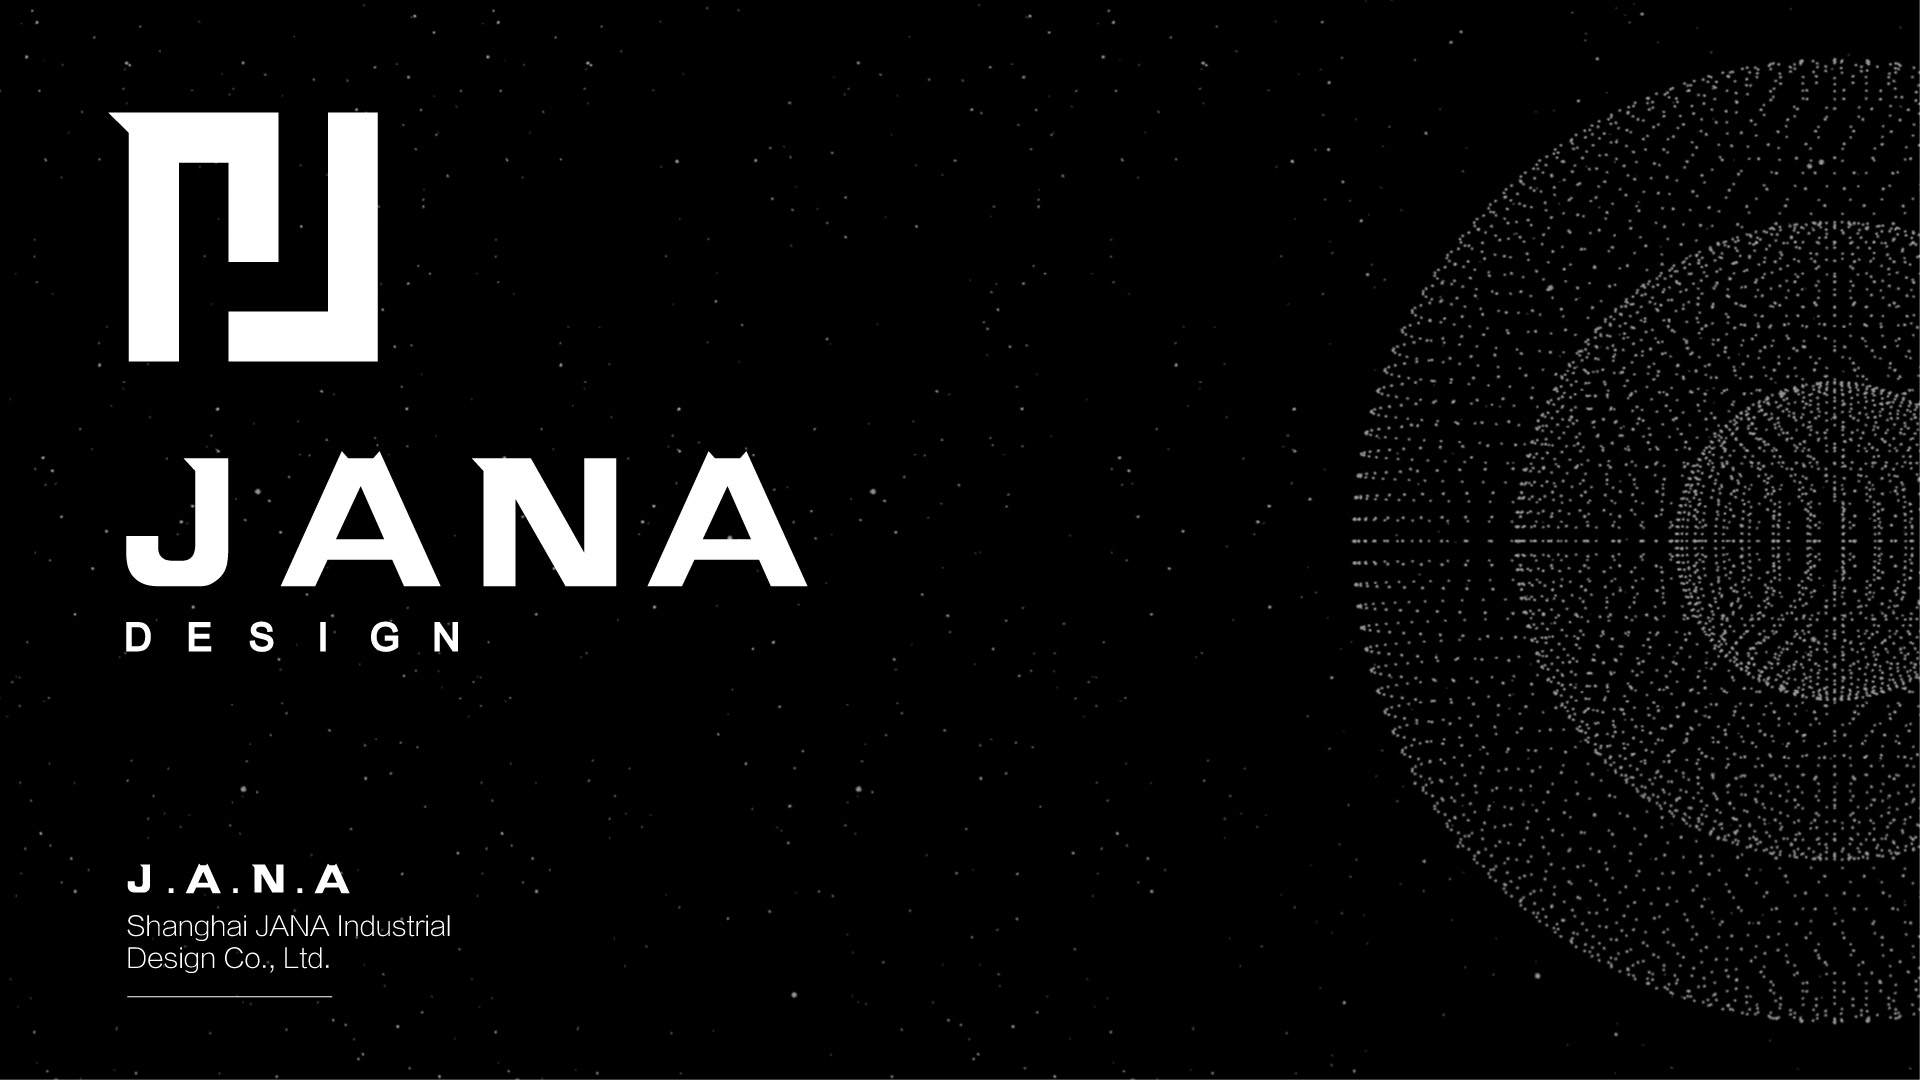 JANA
DESIGN
J.A.N.A
Shanghai JANA Industrial
Design Co., Ltd.